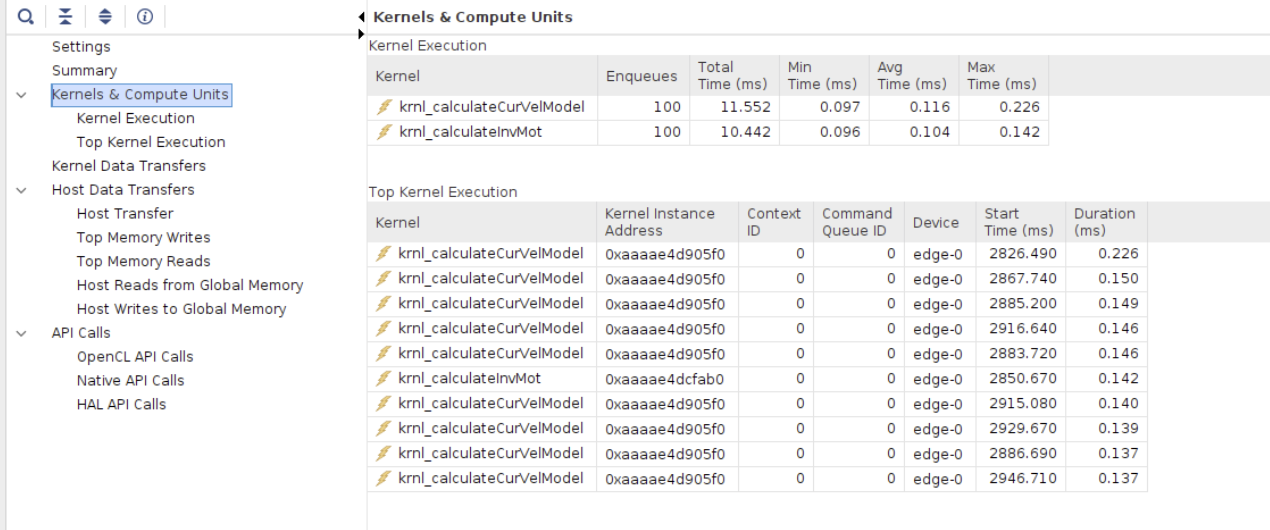 Kernels & Compute Units
Settings
Summary
Kernels & Compute Units
Kernel Execution
Top Kernel Execution
Kernel Data Transfers
Host Data Transfers
Host Transfer
Top Memory Writes
Top Memory Reads
Host Reads from Global Memory
Host Writes to Global Memory
API Calls
OpenCL API Calls
Native API Calls
HAL API Calls
Kernel Execution
Kernel Enqueues Total Time (ms) Min Time (ms) Avg Time (ms) Max Time (ms)
krnl_calculateCurVelModel 100 11.552 0.097 0.116 0.226
krnl_calculateInvMot 100 10.442 0.096 0.104 0.142
Top Kernel Execution
Kernel Kernel Instance Address Context ID Command Queue ID Device Start Time (ms) Duration (ms)
krnl_calculateCurVelModel 0xaaaae4d905f0 0 0 edge-0 2826.490 0.226
krnl_calculateCurVelModel 0xaaaae4d905f0 0 0 edge-0 2867.740 0.150
krnl_calculateCurVelModel 0xaaaae4d905f0 0 0 edge-0 2885.200 0.149
krnl_calculateCurVelModel 0xaaaae4d905f0 0 0 edge-0 2916.640 0.146
krnl_calculateCurVelModel 0xaaaae4d905f0 0 0 edge-0 2883.720 0.146
krnl_calculateInvMot 0xaaaae4dcfab0 0 0 edge-0 2850.670 0.142
krnl_calculateCurVelModel 0xaaaae4d905f0 0 0 edge-0 2915.080 0.140
krnl_calculateCurVelModel 0xaaaae4d905f0 0 0 edge-0 2929.670 0.139
krnl_calculateCurVelModel 0xaaaae4d905f0 0 0 edge-0 2886.690 0.137
krnl_calculateCurVelModel 0xaaaae4d905f0 0 0 edge-0 2946.710 0.137